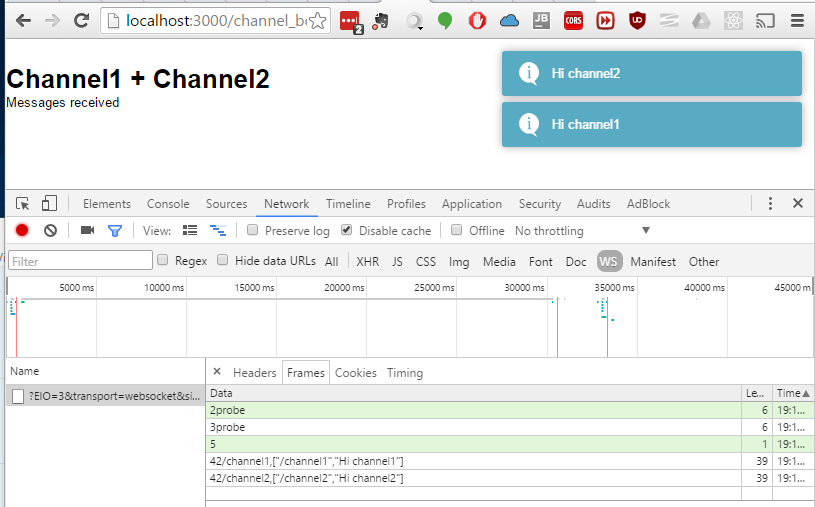 localhost:3000/channel_b
2
JB
CORS
Channel1 + Channel2
Messages received
Hi channel2
Hi channel1
Elements Console Sources Network Timeline Profiles Application Security Audits AdBlock
View: Preserve log Disable cache Offline No throttling
Filter Regex Hide data URLs All XHR JS CSS Img Media Font Doc WS Manifest Other
5000 ms 10000 ms 15000 ms 20000 ms 25000 ms 30000 ms 35000 ms 40000 ms 45000 m
Name × Headers Frames Cookies Timing
?EIO=3&transport=websocket&si...
Data Le... Time▲
2probe 6 19:1...
3probe 6 19:1...
5 1 19:1...
42/channel1,["/channel1","Hi channel1"] 39 19:1...
42/channel2,["/channel2","Hi channel2"] 39 19:1...